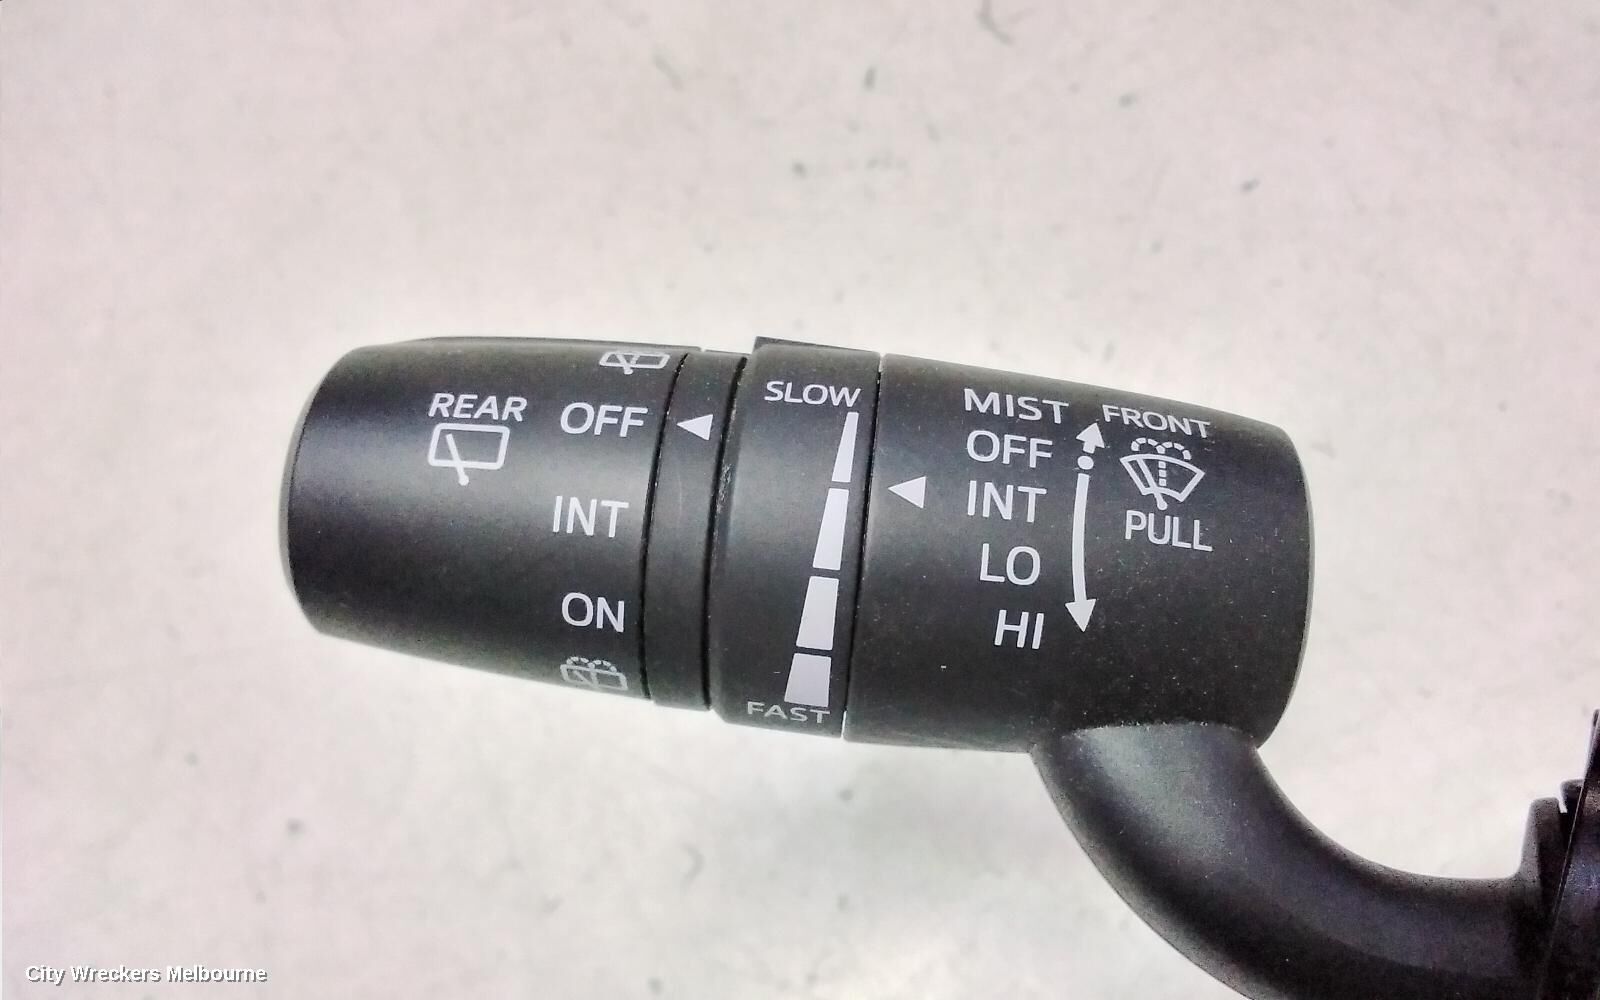 REAR
OFF
INT
ON
SLOW
FAST
MIST
OFF
INT
LO
HI
FRONT
PULL
City Wreckers Melbourne